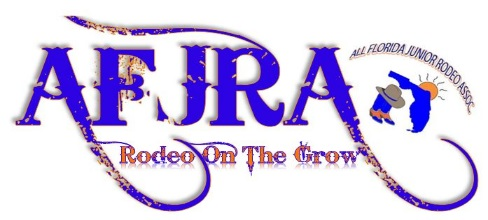 AFJRA
ALL FLORIDA JUNIOR RODEO ASSOC.
Rodeo On The Grow